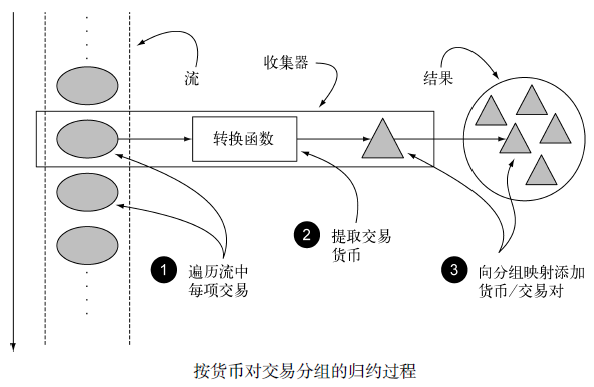 流
收集器
结果
转换函数
1
遍历流中
每项交易
2
提取交易
货币
3
向分组映射添加
货币/交易对
按货币对交易分组的归约过程